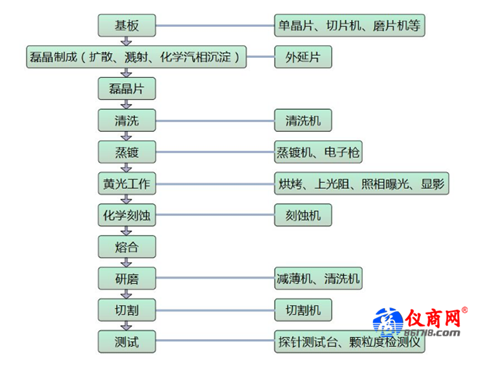 基板 单晶片、切片机、磨片机等
磊晶制成（扩散、溅射、化学汽相沉淀） 外延片
磊晶片
清洗 清洗机
蒸镀 蒸镀机、电子枪
黄光工作 烘烤、上光阻、照相曝光、显影
化学刻蚀 刻蚀机
熔合
研磨 减薄机、清洗机
切割 切割机
测试 探针测试台、颗粒度检测仪
仪商网®
861718.com